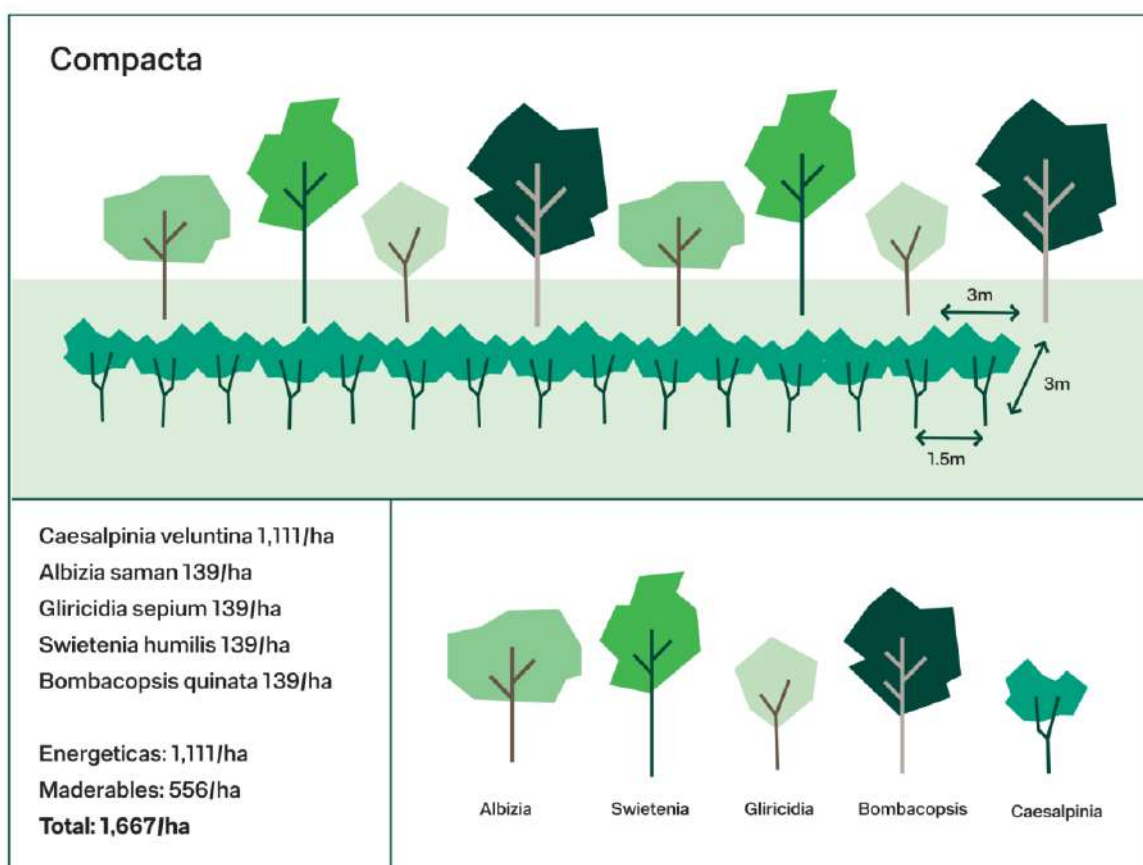 Compacta
3m
3m
1.5m
Caesalpinia veluntina 1,111/ha
Albizia saman 139/ha
Gliricidia sepium 139/ha
Swietenia humilis 139/ha
Bombacopsis quinata 139/ha
Energeticas: 1,111/ha
Maderables: 556/ha
Total: 1,667/ha
Albizia
Swietenia
Gliricidia
Bombacopsis
Caesalpinia